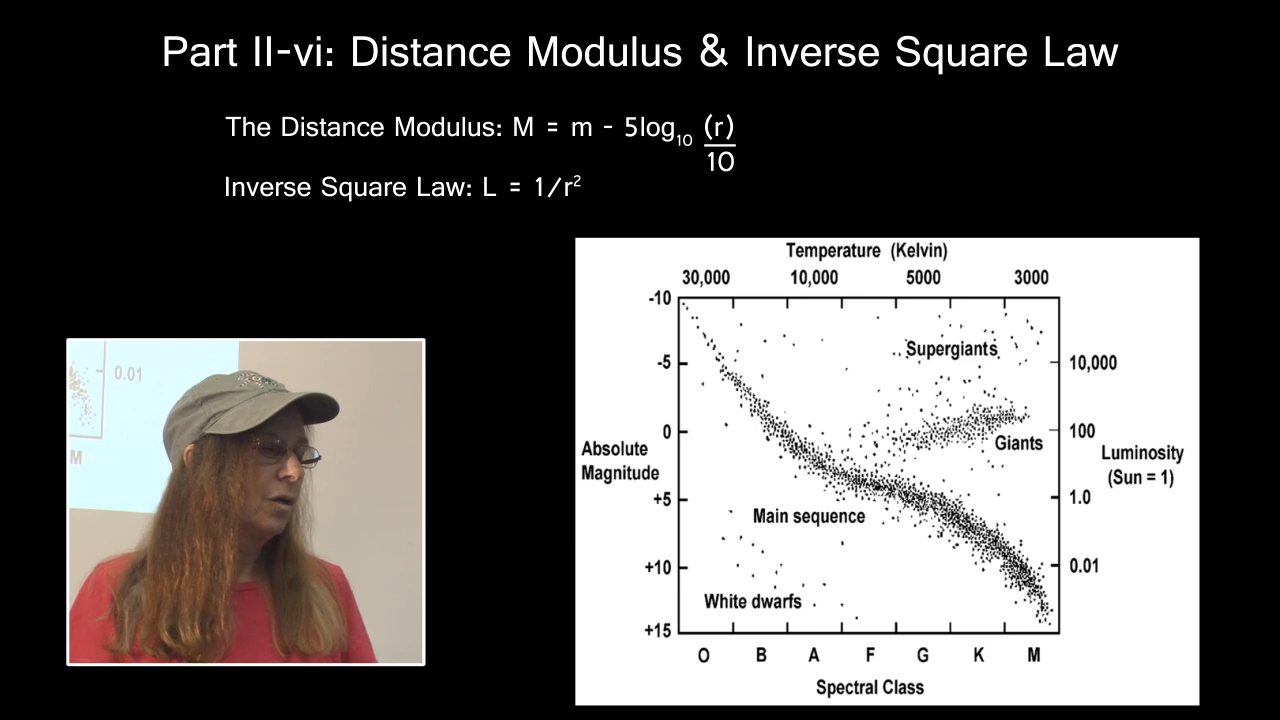 Part II-vi: Distance Modulus & Inverse Square Law
The Distance Modulus: M = m - 5log₁₀ (r)
10
Inverse Square Law: L = 1/r²
0.01
M
Temperature (Kelvin)
30,000 10,000 5000 3000
-10
Supergiants
-5 10,000
0 100
Giants
Absolute
Magnitude
Luminosity
(Sun = 1)
+5 1.0
Main sequence
+10 0.01
White dwarfs
+15
O B A F G K M
Spectral Class